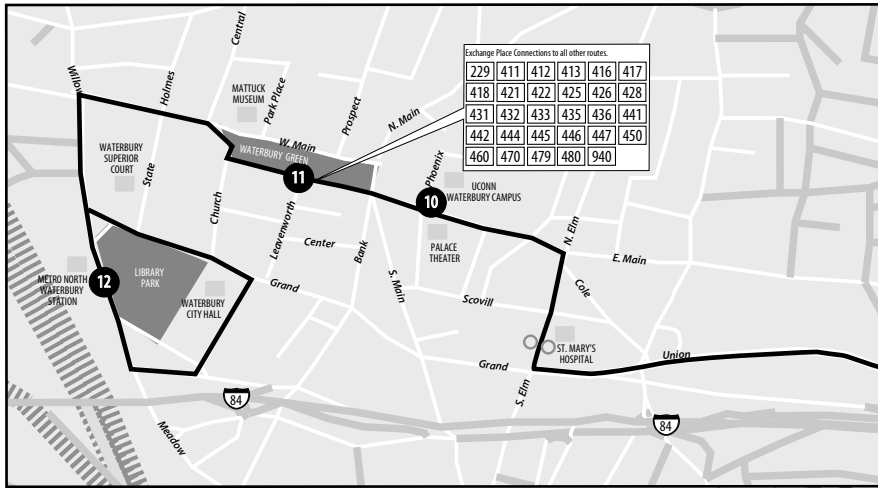 Exchange Place Connections to all other routes.
229 411 412 413 416 417
418 421 422 425 426 428
431 432 433 435 436 441
442 444 445 446 447 450
460 470 479 480 940
Willow
Holmes
Central
MATTUCK
MUSEUM
Park Place
Prospect
N. Main
W. Main
WATERBURY GREEN
11
Phoenix
10
UCONN
WATERBURY CAMPUS
WATERBURY
SUPERIOR
COURT
State
Church
Leavenworth
Center
Bank
S. Main
PALACE
THEATER
N. Elm
E. Main
Cole
METRO NORTH
WATERBURY
STATION
12
LIBRARY
PARK
WATERBURY
CITY HALL
Grand
Scovill
ST. MARY'S
HOSPITAL
Grand
Union
S. Elm
84
84
Meadow